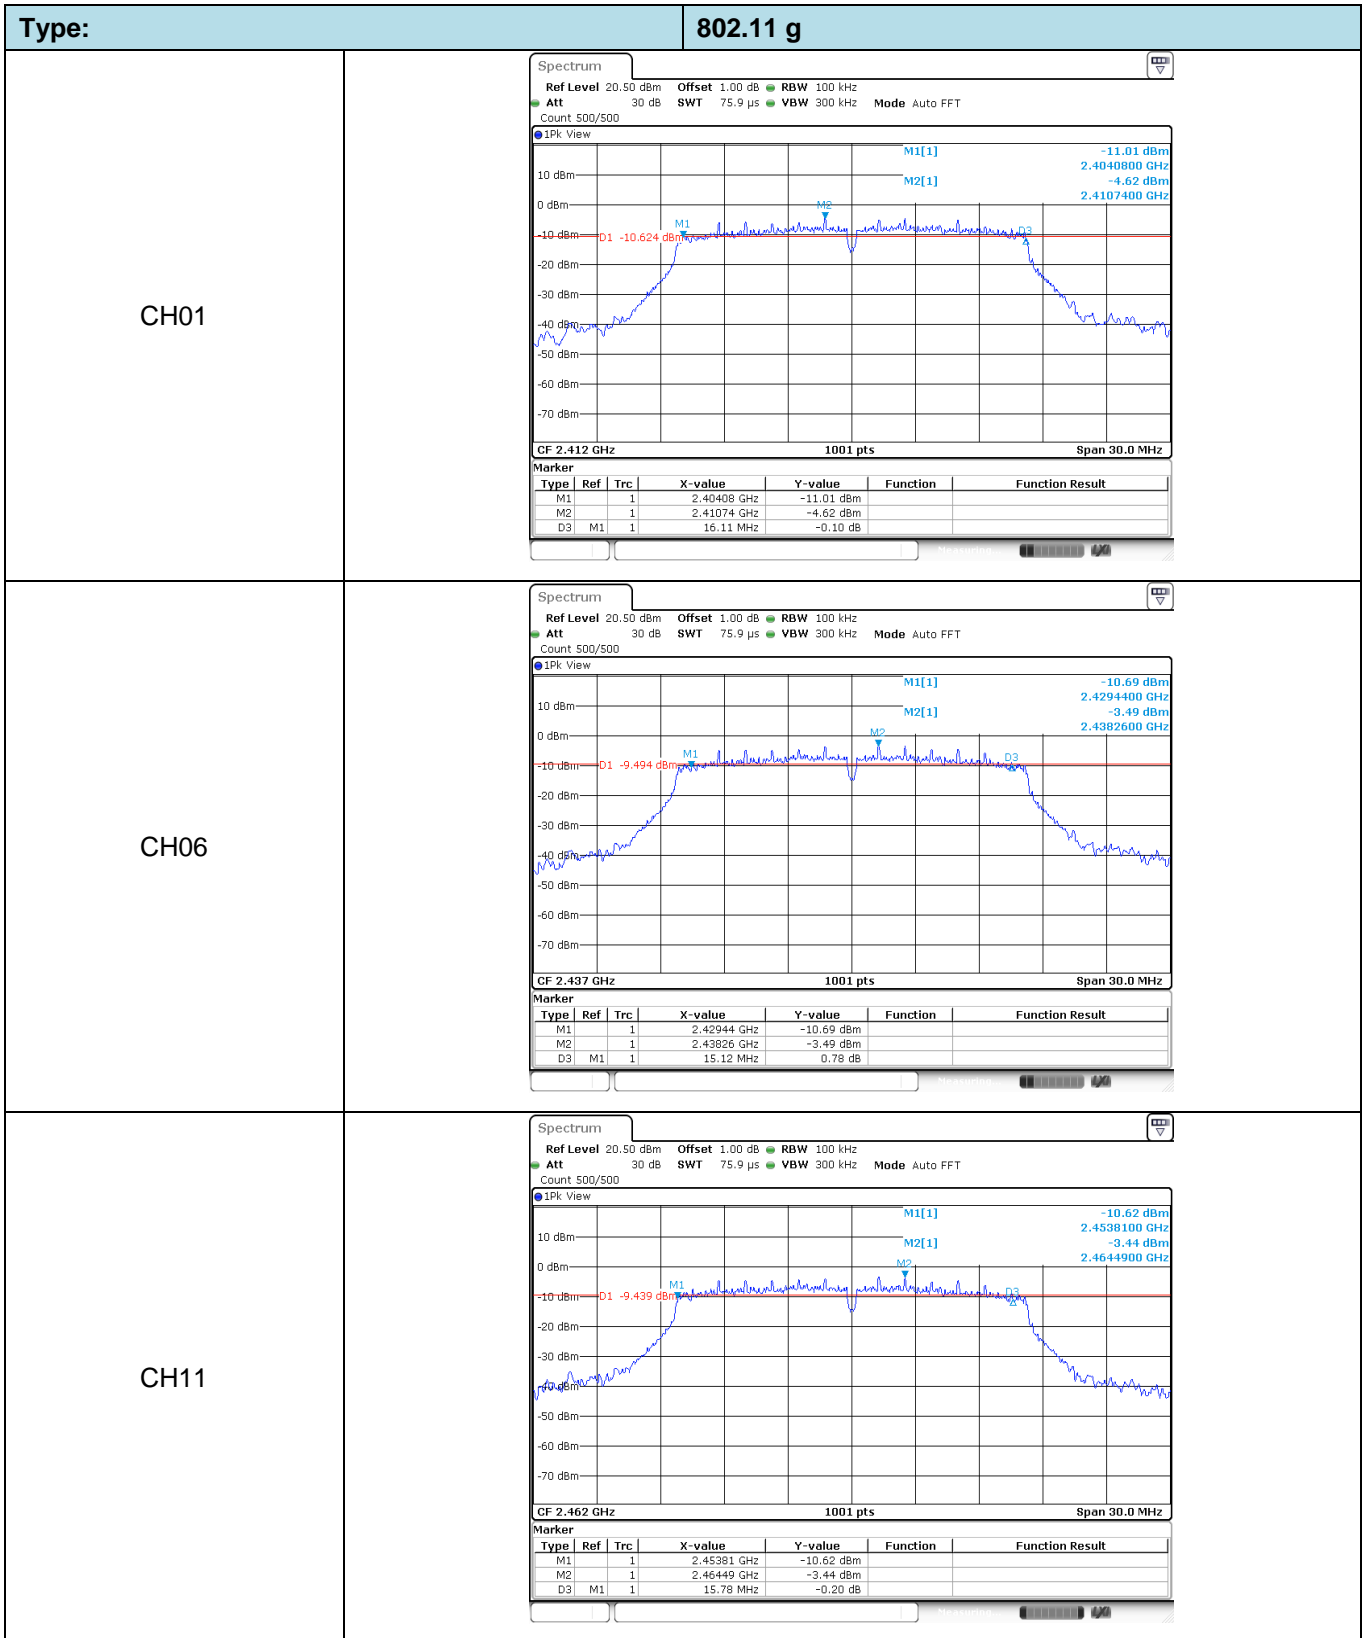 Type: 802.11 g
CH01
Spectrum
Ref Level 20.50 dBm Offset 1.00 dB RBW 100 kHz
Att 30 dB SWT 75.9 µs VBW 300 kHz Mode Auto FFT
Count 500/500
1Pk View
M1[1] -11.01 dBm
2.4040800 GHz
10 dBm
M2[1] -4.62 dBm
2.4107400 GHz
0 dBm
M2
M1
D3
-10 dBm
D1 -10.624 dBm
-20 dBm
-30 dBm
-40 dBm
-50 dBm
-60 dBm
-70 dBm
CF 2.412 GHz 1001 pts Span 30.0 MHz
Marker
Type Ref Trc X-value Y-value Function Function Result
M1 1 2.40408 GHz -11.01 dBm
M2 1 2.41074 GHz -4.62 dBm
D3 M1 1 16.11 MHz -0.10 dB
Measuring... LXI
CH06
Spectrum
Ref Level 20.50 dBm Offset 1.00 dB RBW 100 kHz
Att 30 dB SWT 75.9 µs VBW 300 kHz Mode Auto FFT
Count 500/500
1Pk View
M1[1] -10.69 dBm
2.4294400 GHz
10 dBm
M2[1] -3.49 dBm
2.4382600 GHz
0 dBm
M2
M1
D3
-10 dBm
D1 -9.494 dBm
-20 dBm
-30 dBm
-40 dBm
-50 dBm
-60 dBm
-70 dBm
CF 2.437 GHz 1001 pts Span 30.0 MHz
Marker
Type Ref Trc X-value Y-value Function Function Result
M1 1 2.42944 GHz -10.69 dBm
M2 1 2.43826 GHz -3.49 dBm
D3 M1 1 15.12 MHz 0.78 dB
Measuring... LXI
CH11
Spectrum
Ref Level 20.50 dBm Offset 1.00 dB RBW 100 kHz
Att 30 dB SWT 75.9 µs VBW 300 kHz Mode Auto FFT
Count 500/500
1Pk View
M1[1] -10.62 dBm
2.4538100 GHz
10 dBm
M2[1] -3.44 dBm
2.4644900 GHz
0 dBm
M2
M1
D3
-10 dBm
D1 -9.439 dBm
-20 dBm
-30 dBm
-40 dBm
-50 dBm
-60 dBm
-70 dBm
CF 2.462 GHz 1001 pts Span 30.0 MHz
Marker
Type Ref Trc X-value Y-value Function Function Result
M1 1 2.45381 GHz -10.62 dBm
M2 1 2.46449 GHz -3.44 dBm
D3 M1 1 15.78 MHz -0.20 dB
Measuring... LXI